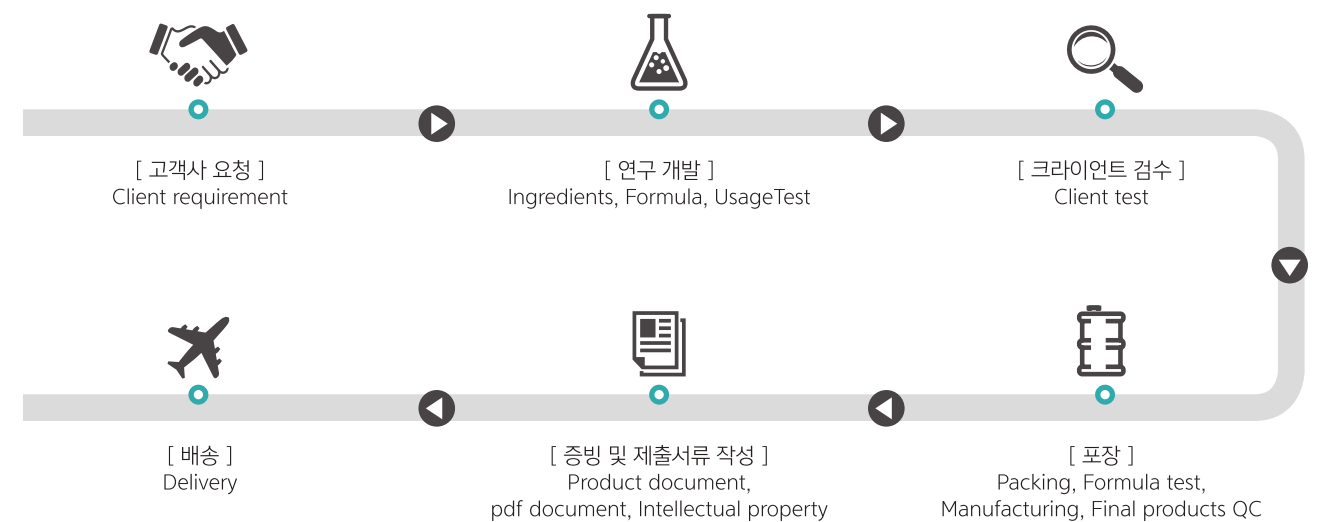 [ 고객사 요청 ]
Client requirement
[ 연구 개발 ]
Ingredients, Formula, UsageTest
[ 크라이언트 검수 ]
Client test
[ 포장 ]
Packing, Formula test,
Manufacturing, Final products QC
[ 증빙 및 제출서류 작성 ]
Product document,
pdf document, Intellectual property
[ 배송 ]
Delivery